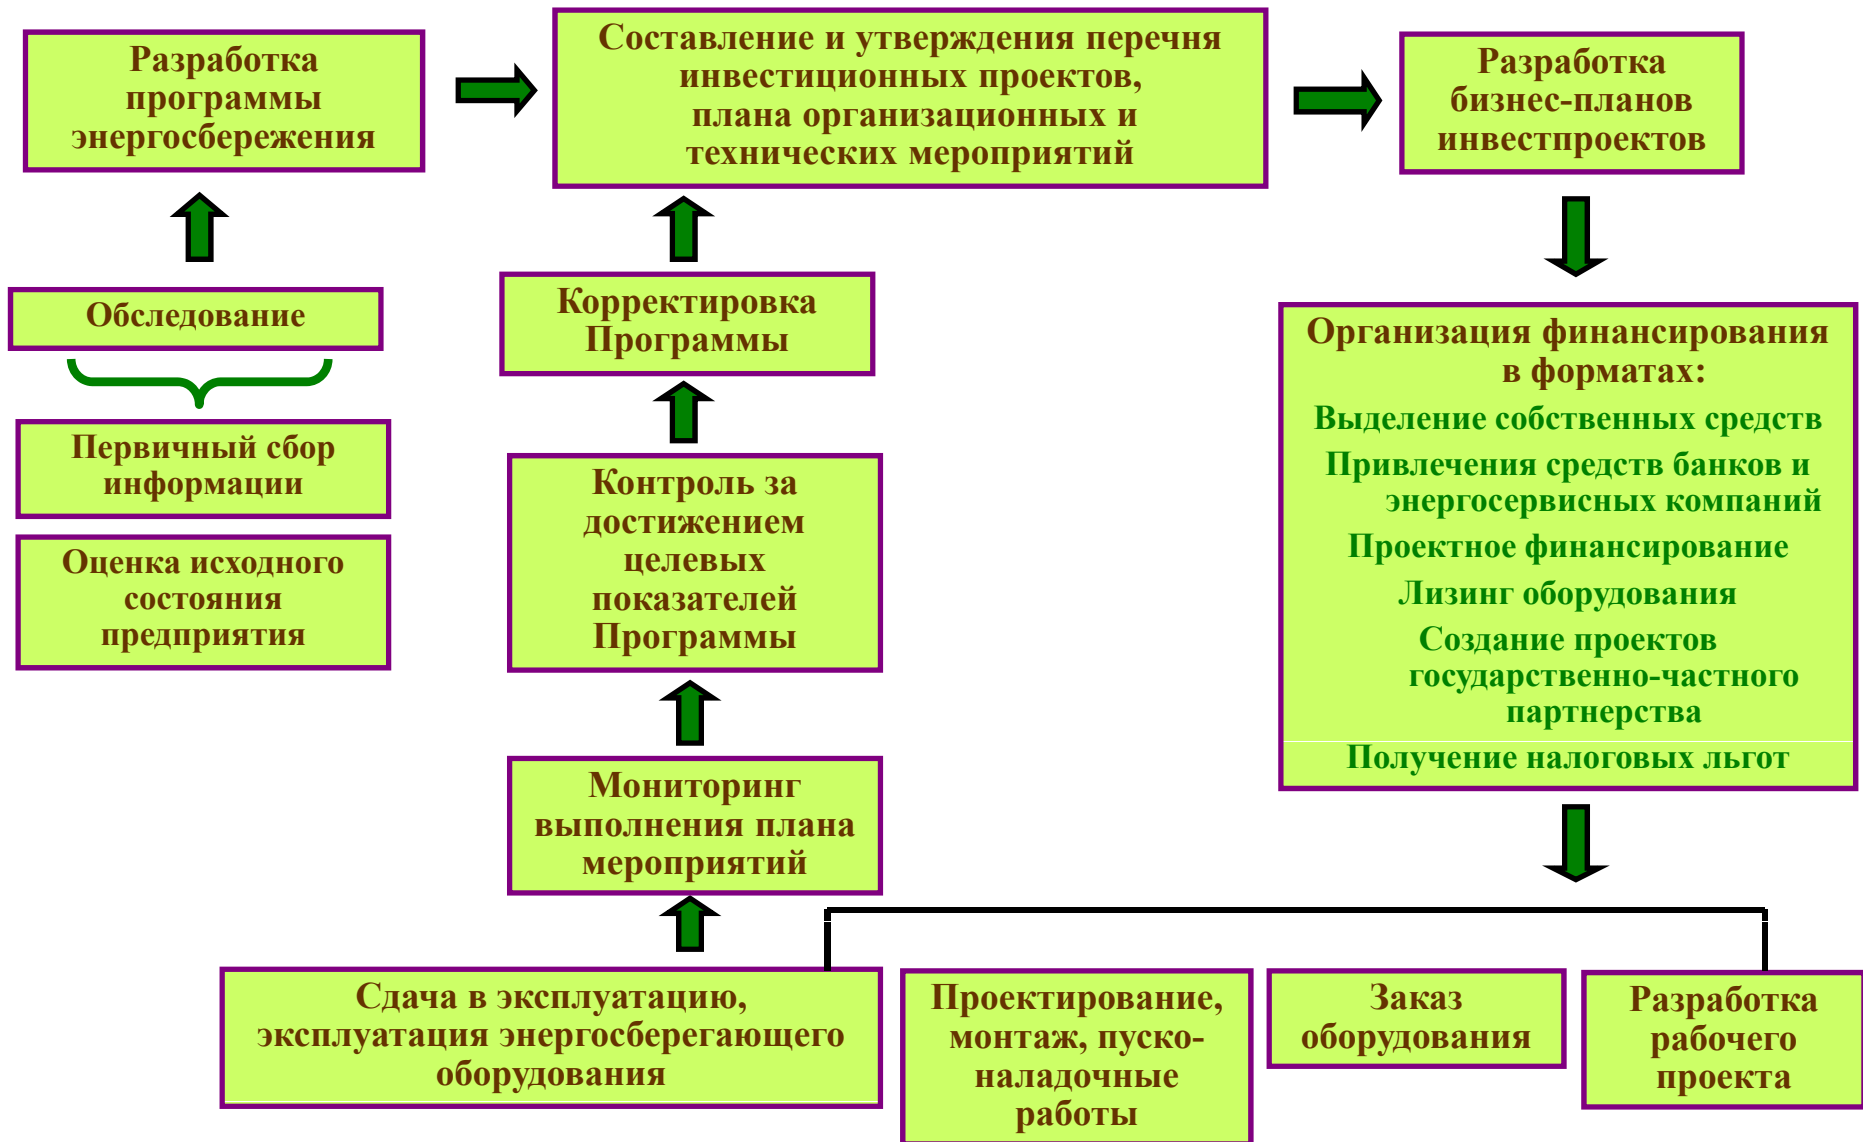 Разработка
программы
энергосбережения
Составление и утверждения перечня
инвестиционных проектов,
плана организационных и
технических мероприятий
Разработка
бизнес-планов
инвестпроектов
Обследование
Первичный сбор
информации
Оценка исходного
состояния
предприятия
Корректировка
Программы
Контроль за
достижением
целевых
показателей
Программы
Мониторинг
выполнения плана
мероприятий
Организация финансирования
в форматах:
Выделение собственных средств
Привлечения средств банков и
энергосервисных компаний
Проектное финансирование
Лизинг оборудования
Создание проектов
государственно-частного
партнерства
Получение налоговых льгот
Сдача в эксплуатацию,
эксплуатация энергосберегающего
оборудования
Проектирование,
монтаж, пуско-
наладочные
работы
Заказ
оборудования
Разработка
рабочего
проекта